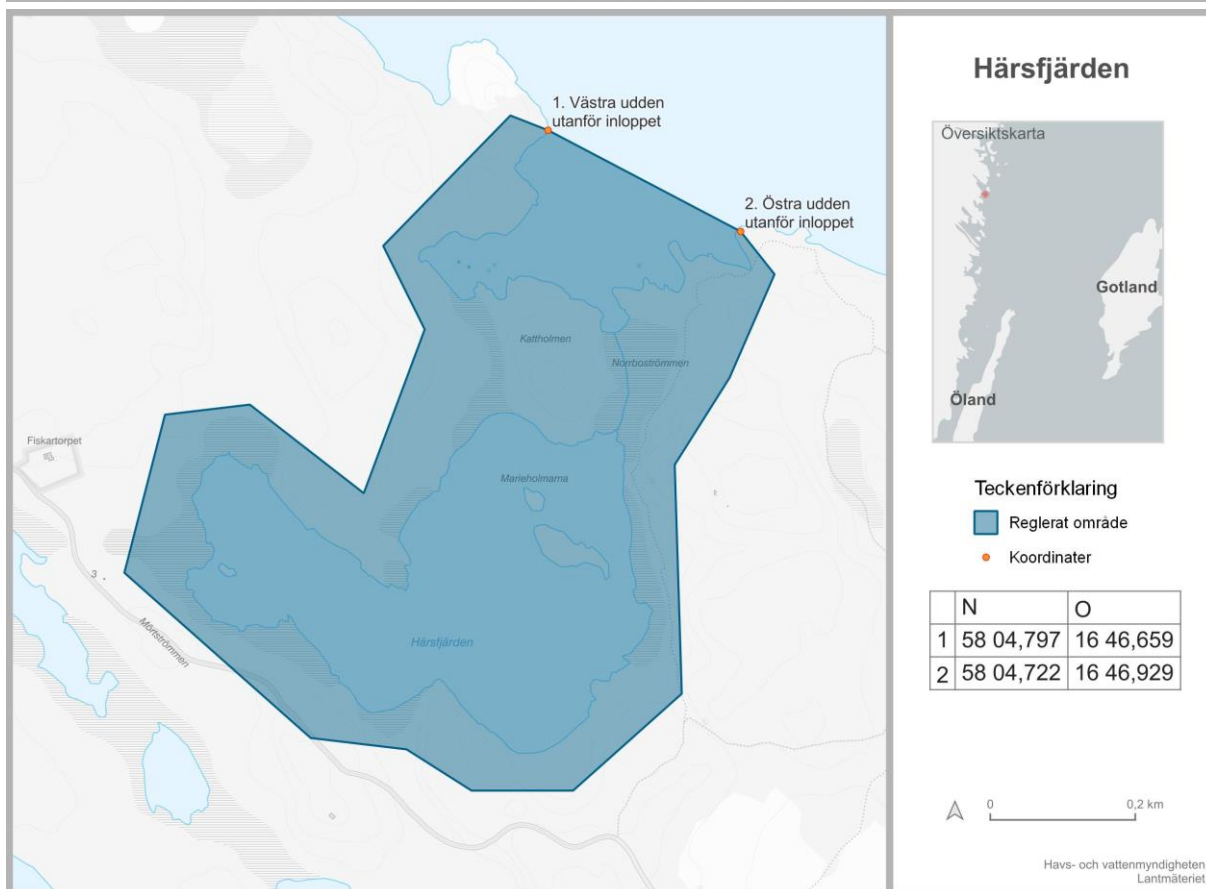 1. Västra udden
utanför inloppet
2. Östra udden
utanför inloppet
Kattholmen
Norrboströmmen
Fiskartorpet
Marieholmarna
3
Mörtströmmen
Härsfjärden
Härsfjärden
Översiktskarta
Gotland
Öland
Teckenförklaring
Reglerat område
Koordinater
N O
1 58 04,797 16 46,659
2 58 04,722 16 46,929
0 0,2 km
Havs- och vattenmyndigheten
Lantmäteriet